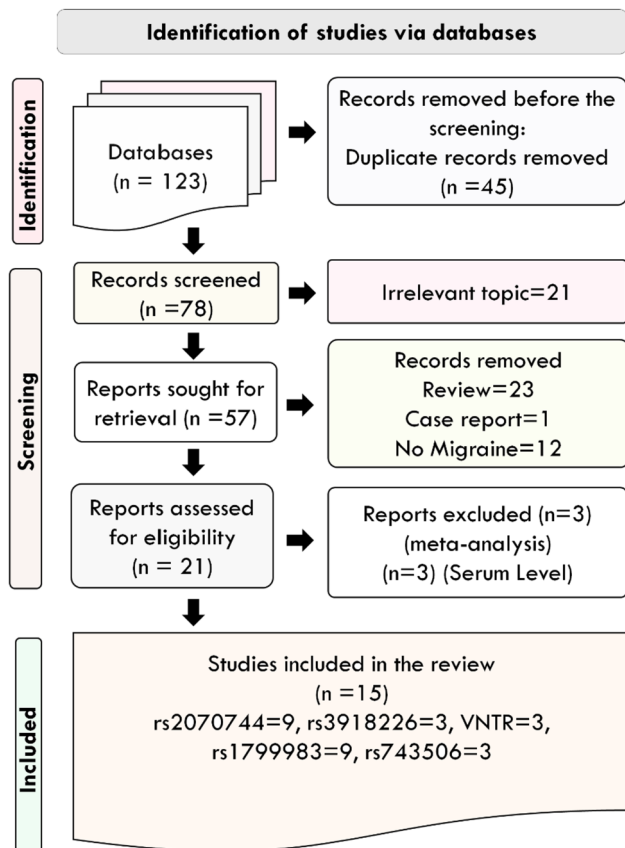 Identification of studies via databases
Identification
Databases
(n = 123)
Records removed before the
screening:
Duplicate records removed
(n =45)
Screening
Records screened
(n =78)
Irrelevant topic=21
Reports sought for
retrieval (n =57)
Records removed
Review=23
Case report=1
No Migraine=12
Reports assessed
for eligibility
(n = 21)
Reports excluded (n=3)
(meta-analysis)
(n=3) (Serum Level)
Included
Studies included in the review
(n =15)
rs2070744=9, rs3918226=3, VNTR=3,
rs1799983=9, rs743506=3